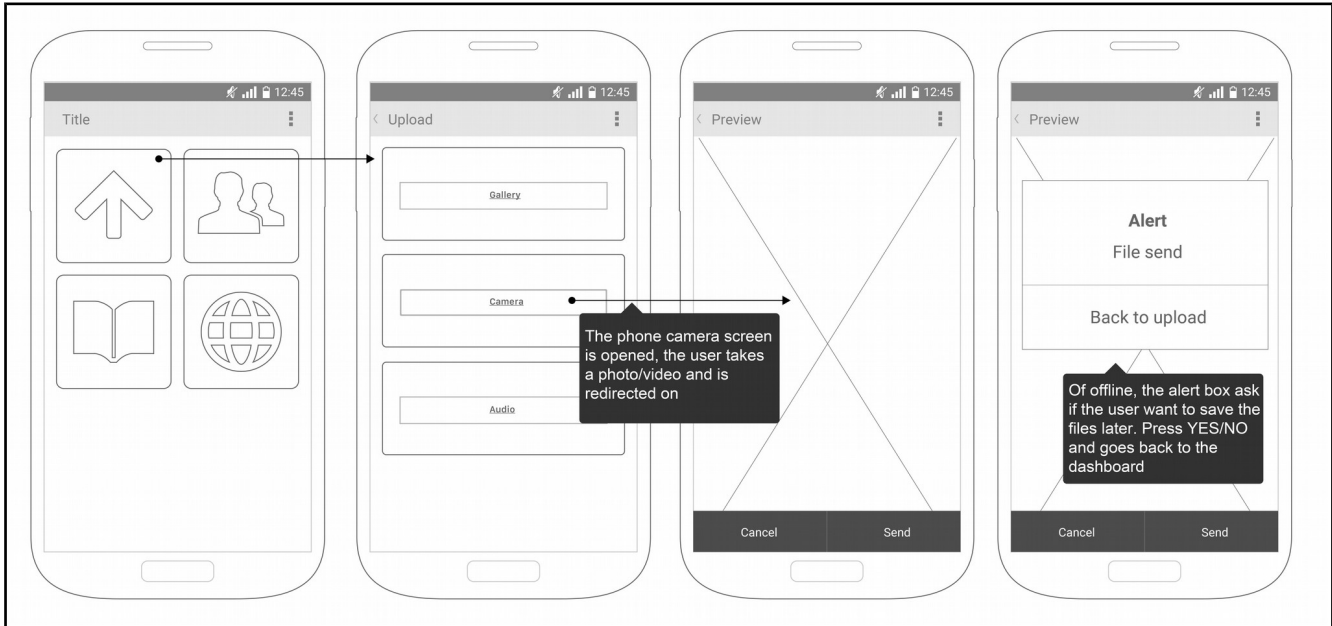 12:45
Title
12:45
Upload
Gallery
Camera
Audio
The phone camera screen
is opened, the user takes
a photo/video and is
redirected on
12:45
Preview
Cancel Send
12:45
Preview
Alert
File send
Back to upload
Of offline, the alert box ask
if the user want to save the
files later. Press YES/NO
and goes back to the
dashboard
Cancel Send